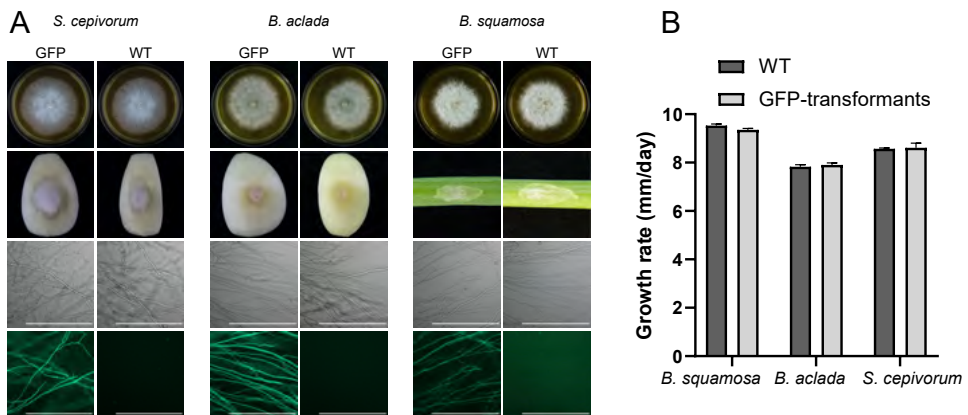 A
S. cepivorum
B. aclada
B. squamosa
GFP
WT
GFP
WT
GFP
WT
B
WT
GFP-transformants
Growth rate (mm/day)
10
8
6
4
2
0
B. squamosa
B. aclada
S. cepivorum